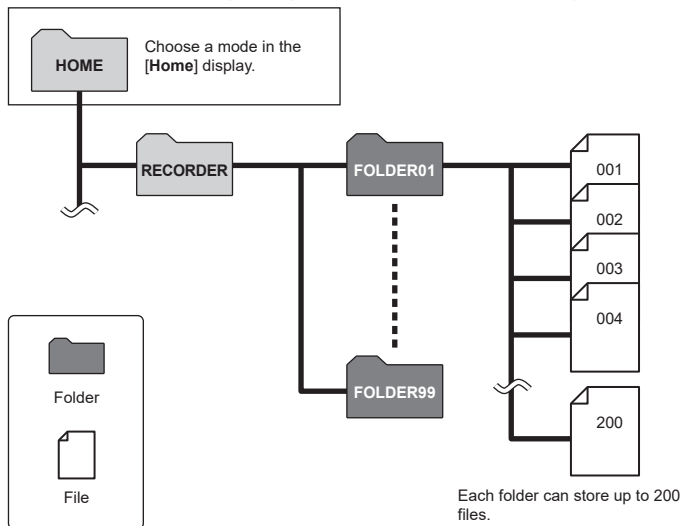 HOME
Choose a mode in the
[Home] display.
RECORDER
FOLDER01
001
002
003
004
FOLDER99
200
Folder
File
Each folder can store up to 200
files.